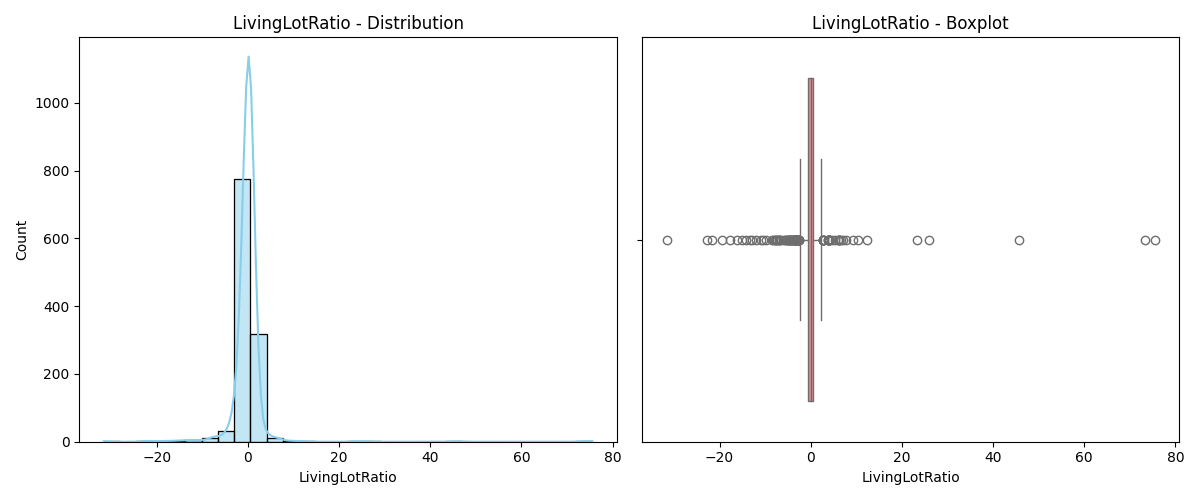 LivingLotRatio - Distribution
Count
1000
800
600
400
200
0
−20 0 20 40 60 80
LivingLotRatio
LivingLotRatio - Boxplot
−20 0 20 40 60 80
LivingLotRatio